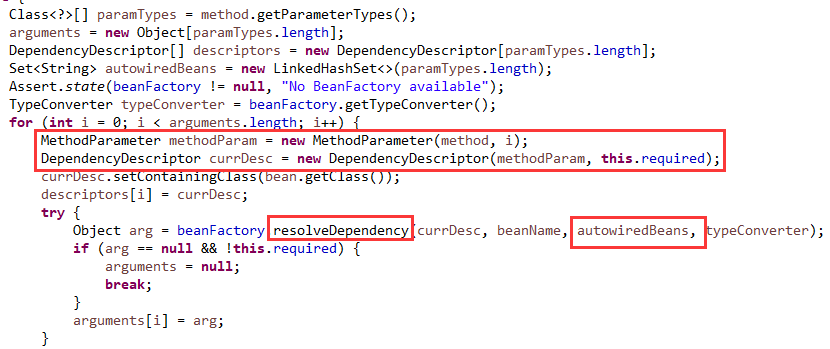 Class<?>[] paramTypes = method.getParameterTypes();
arguments = new Object[paramTypes.length];
DependencyDescriptor[] descriptors = new DependencyDescriptor[paramTypes.length];
Set<String> autowiredBeans = new LinkedHashSet<>(paramTypes.length);
Assert.state(beanFactory != null, "No BeanFactory available");
TypeConverter typeConverter = beanFactory.getTypeConverter();
for (int i = 0; i < arguments.length; i++) {
MethodParameter methodParam = new MethodParameter(method, i);
DependencyDescriptor currDesc = new DependencyDescriptor(methodParam, this.required);
currDesc.setContainingClass(bean.getClass());
descriptors[i] = currDesc;
try {
Object arg = beanFactory.resolveDependency(currDesc, beanName, autowiredBeans, typeConverter);
if (arg == null && !this.required) {
arguments = null;
break;
}
arguments[i] = arg;
}